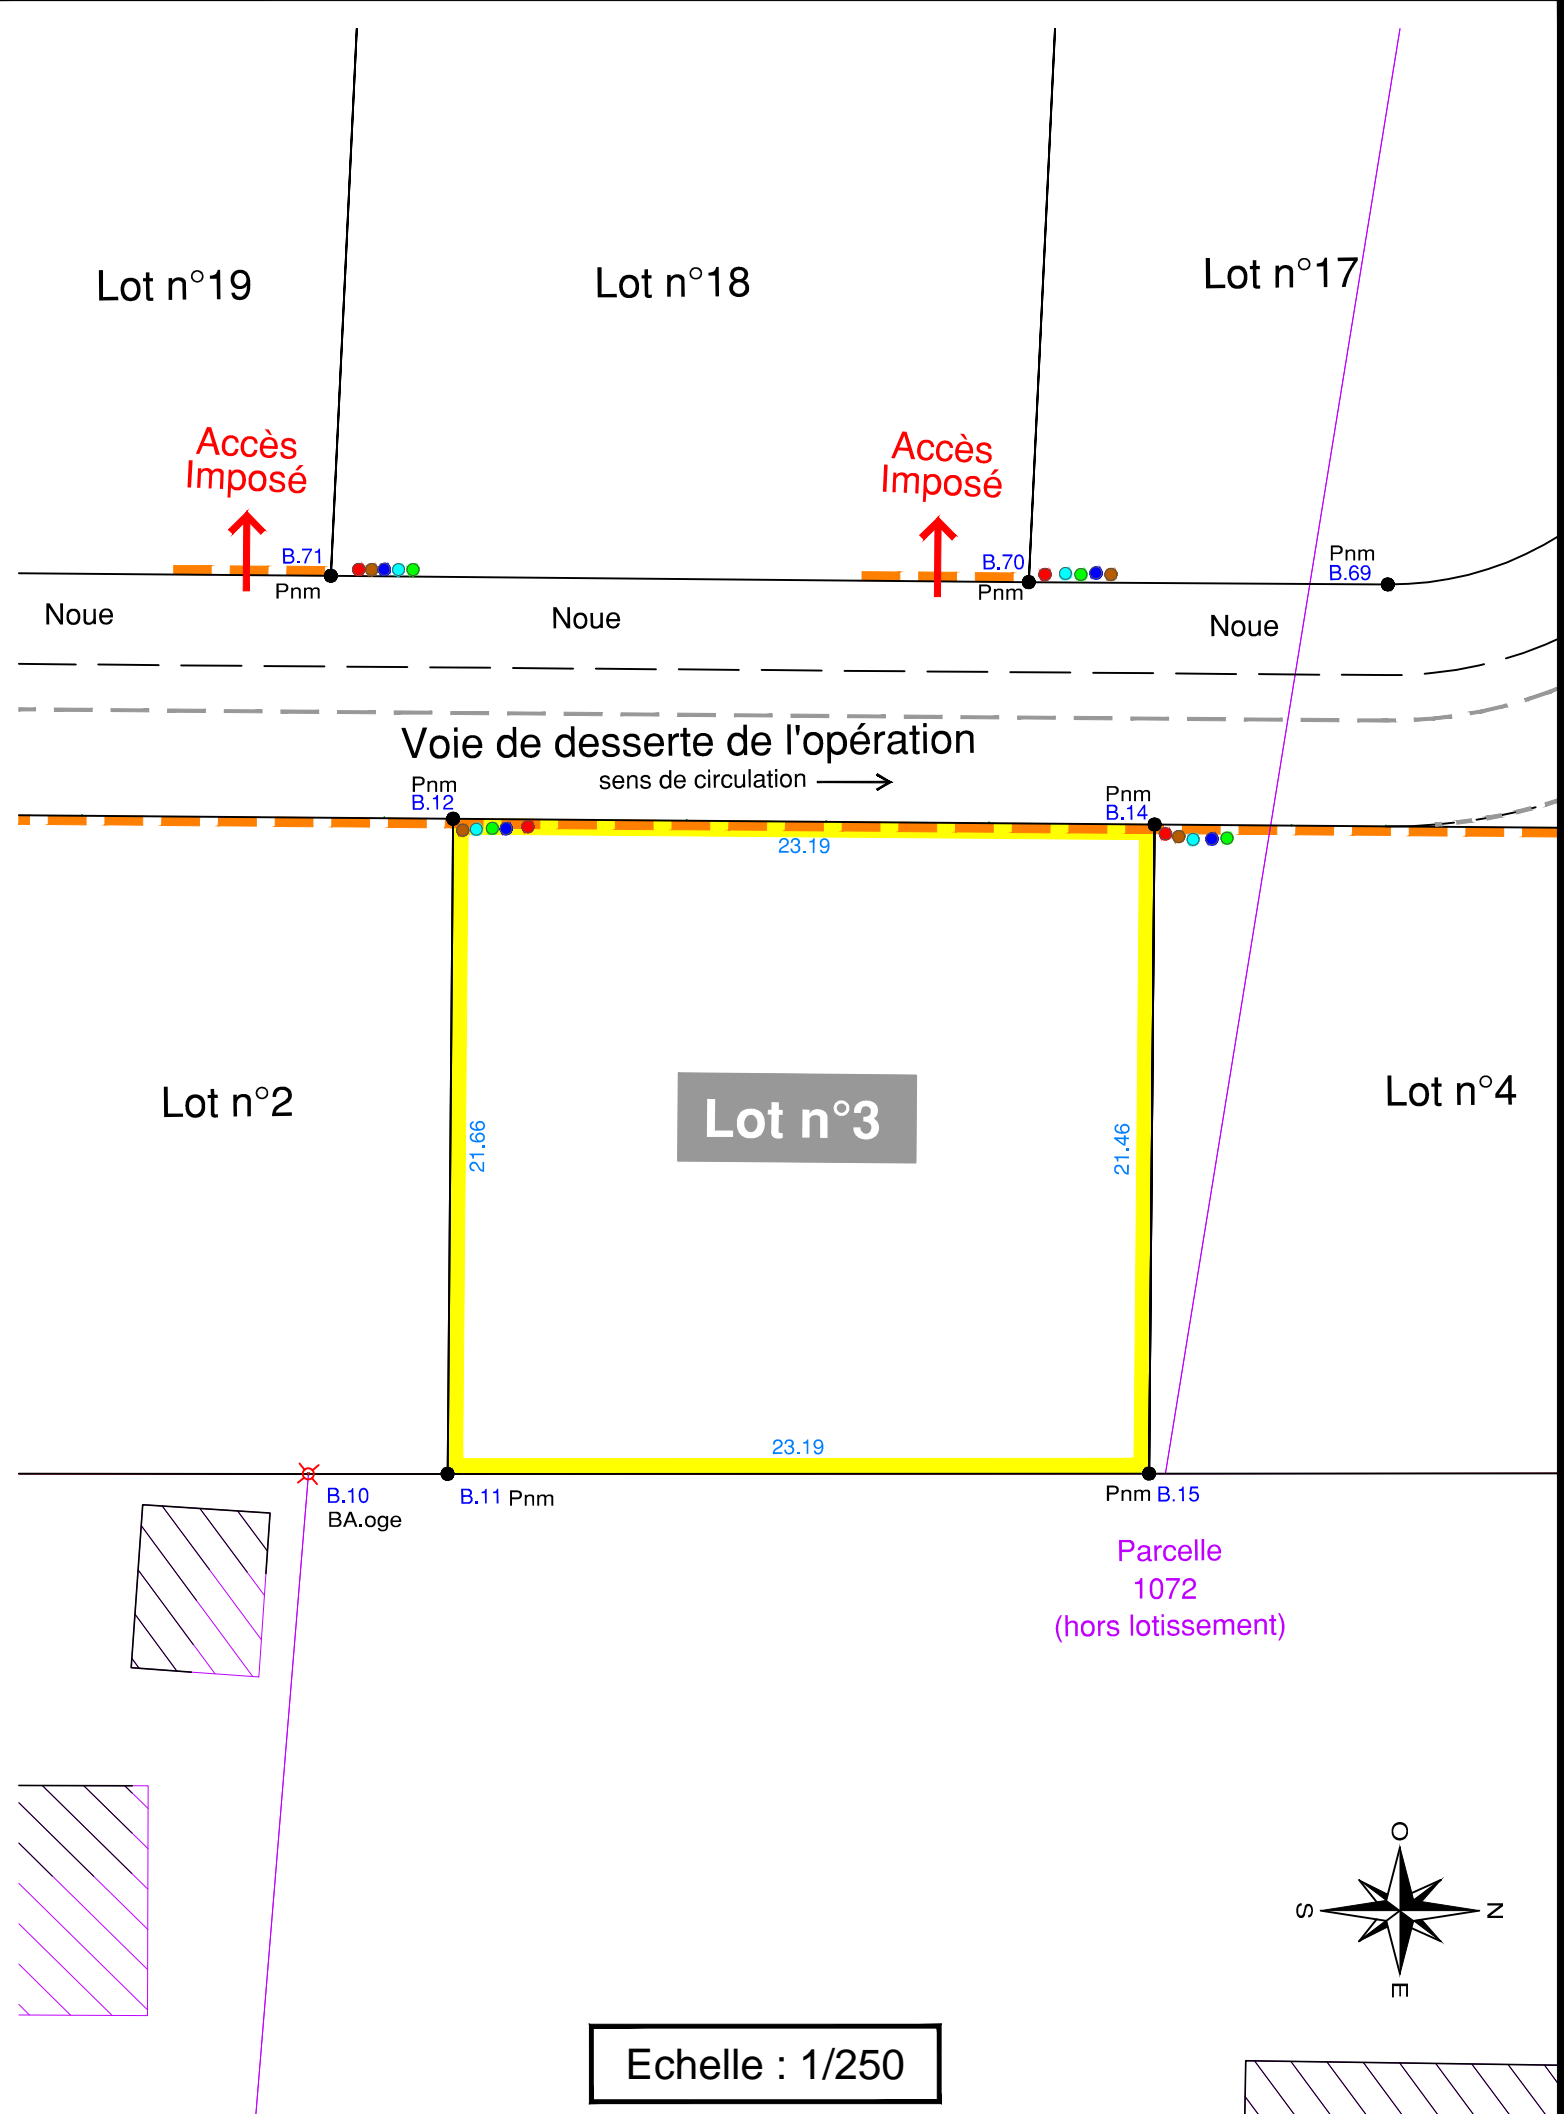 Lot n°19
Lot n°18
Lot n°17
Accès
Imposé
Accès
Imposé
B.71
Pnm
B.70
Pnm
Pnm
B.69
Noue
Noue
Noue
Voie de desserte de l'opération
sens de circulation
Pnm
B.12
Pnm
B.14
23.19
Lot n°2
21.66
Lot n°3
21.46
Lot n°4
23.19
B.10
BA.oge
B.11 Pnm
Pnm B.15
Parcelle
1072
(hors lotissement)
O
S
N
E
Echelle : 1/250